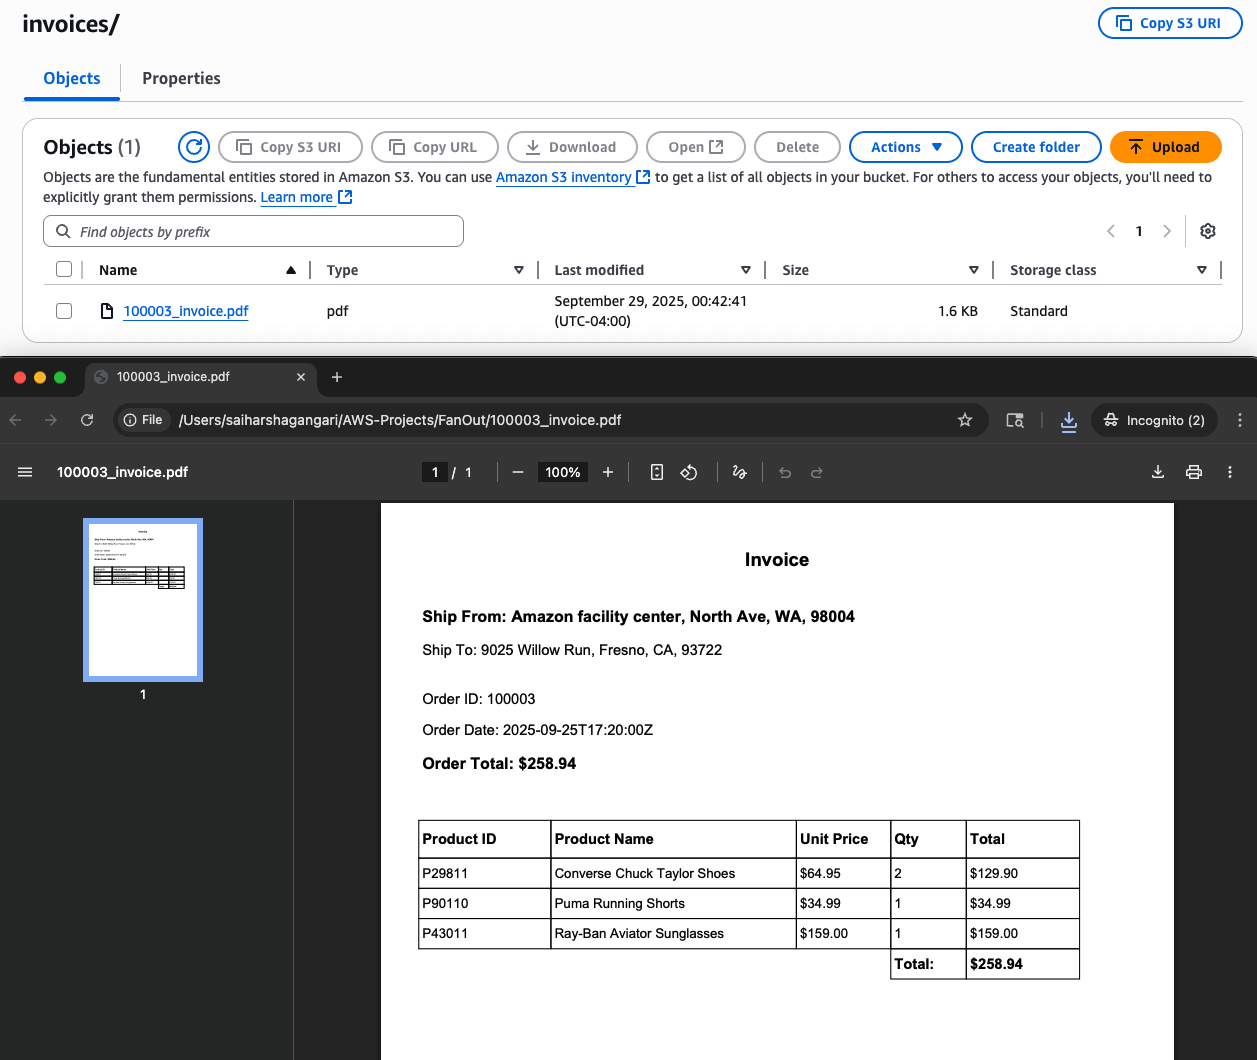 invoices/
Copy S3 URI
Objects
Properties
Objects (1)
Copy S3 URI
Copy URL
Download
Open
Delete
Actions
Create folder
Upload
Objects are the fundamental entities stored in Amazon S3. You can use Amazon S3 inventory to get a list of all objects in your bucket. For others to access your objects, you'll need to
explicitly grant them permissions. Learn more
Find objects by prefix
1
Name Type Last modified Size Storage class
100003_invoice.pdf pdf September 29, 2025, 00:42:41 1.6 KB Standard
(UTC-04:00)
100003_invoice.pdf
File /Users/saiharshagangari/AWS-Projects/FanOut/100003_invoice.pdf Incognito (2)
100003_invoice.pdf 1 / 1 100%
1
Invoice
Ship From: Amazon facility center, North Ave, WA, 98004
Ship To: 9025 Willow Run, Fresno, CA, 93722
Order ID: 100003
Order Date: 2025-09-25T17:20:00Z
Order Total: $258.94
Product ID Product Name Unit Price Qty Total
P29811 Converse Chuck Taylor Shoes $64.95 2 $129.90
P90110 Puma Running Shorts $34.99 1 $34.99
P43011 Ray-Ban Aviator Sunglasses $159.00 1 $159.00
Total: $258.94